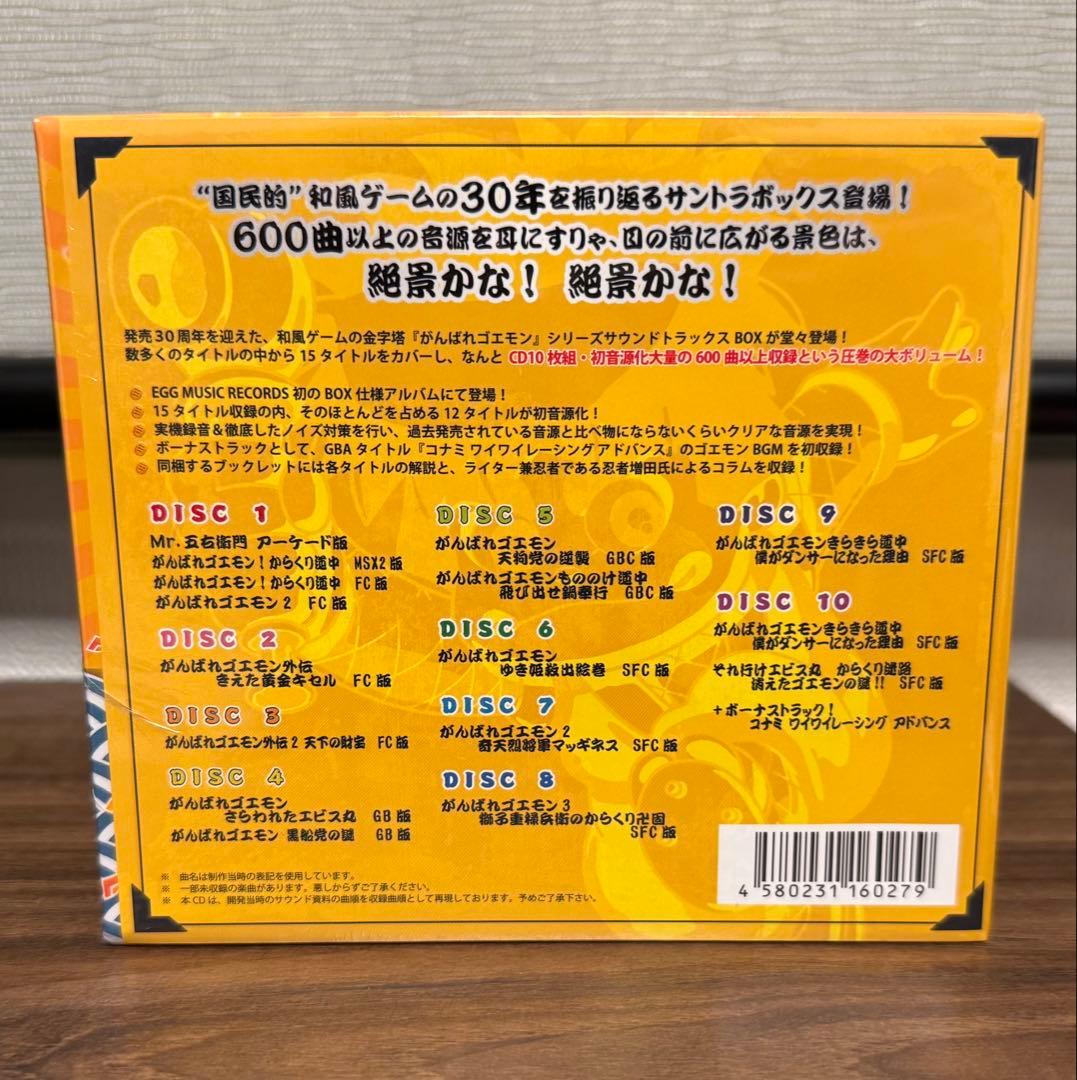 “国民的”和風ゲームの30年を振り返るサントラボックス登場！
600曲以上の音源を耳にすりゃ、目の前に広がる景色は、
絶景かな！ 絶景かな！
発売30周年を迎えた、和風ゲームの金字塔『がんばれゴエモン』シリーズサウンドトラックスBOXが堂々登場！
数多くのタイトルの中から15タイトルをカバーし、なんとCD10枚組・初音源化大量の600曲以上収録という圧巻の大ボリューム！
EGG MUSIC RECORDS初のBOX仕様アルバムにて登場！
15タイトル収録の内、そのほとんどを占める12タイトルが初音源化！
実機録音＆徹底したノイズ対策を行い、過去発売されている音源と比べ物にならないくらいクリアな音源を実現！
ボーナストラックとして、GBAタイトル『コナミ ワイワイレーシング アドバンス』のゴエモンBGMを初収録！
同梱するブックレットには各タイトルの解説と、ライター兼忍者である忍者増田氏によるコラムを収録！
DISC 1
Mr.五右衛門 アーケード版
がんばれゴエモン！からくり道中 MSX2版
がんばれゴエモン！からくり道中 FC版
がんばれゴエモン2 FC版
DISC 2
がんばれゴエモン外伝
きえた黄金キセル FC版
DISC 3
がんばれゴエモン外伝2 天下の財宝 FC版
DISC 4
がんばれゴエモン
さらわれたエビス丸 GB版
がんばれゴエモン 黒船党の謎 GB版
DISC 5
がんばれゴエモン
天狗党の逆襲 GBC版
がんばれゴエモンもののけ道中
飛び出せ鍋奉行 GBC版
DISC 6
がんばれゴエモン
ゆき姫救出絵巻 SFC版
DISC 7
がんばれゴエモン2
奇天烈将軍マッギネス SFC版
DISC 8
がんばれゴエモン3
獅子重禄兵衛のからくり卍固
SFC版
DISC 9
がんばれゴエモンきらきら道中
僕がダンサーになった理由 SFC版
DISC 10
がんばれゴエモンきらきら道中
僕がダンサーになった理由 SFC版
それ行けエビス丸 からくり迷路
消えたゴエモンの謎!! SFC版
＋ボーナストラック！
コナミ ワイワイレーシング アドバンス
※ 曲名は制作当時の表記を使用しています。
※ 一部未収録の楽曲があります。悪しからずご了承ください。
※ 本CDは、開発当時のサウンド資料の曲順を収録曲順として再現しております。予めご了承下さい。
4 580231 160279